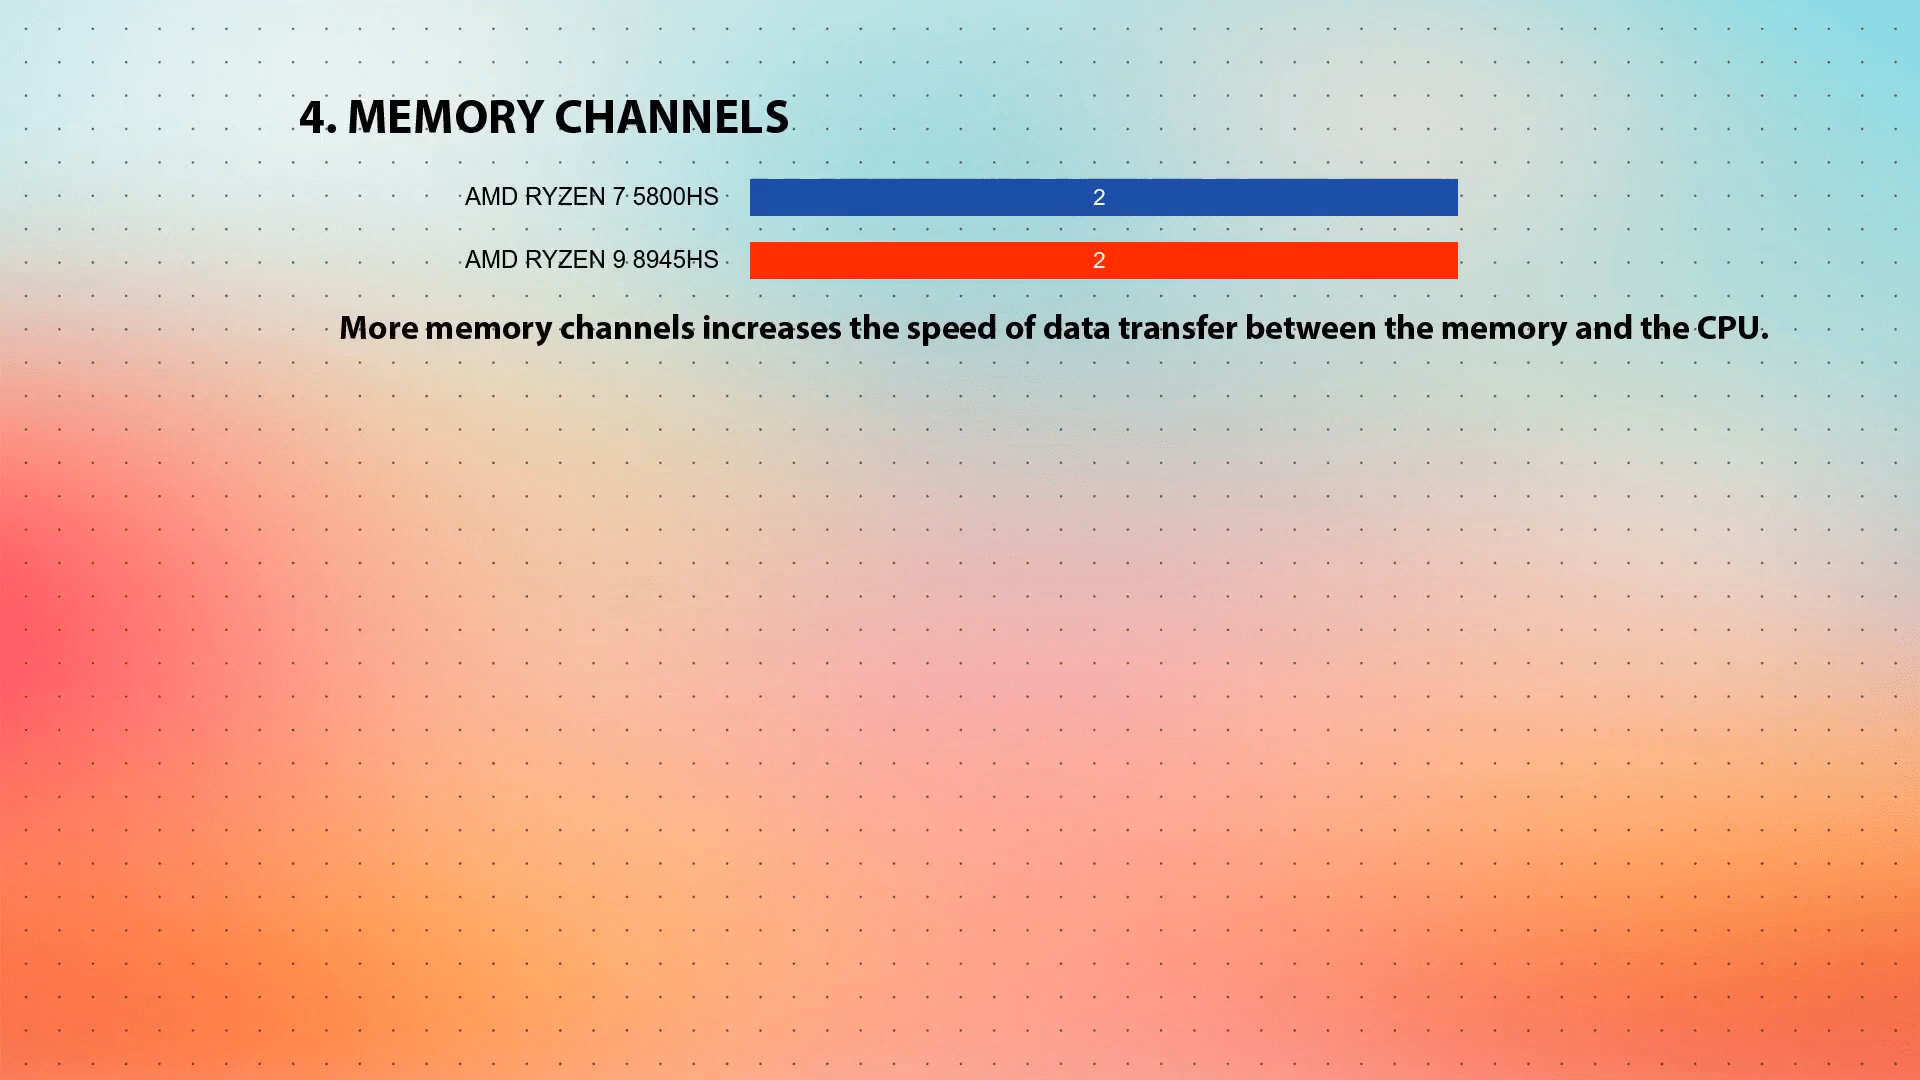 4. MEMORY CHANNELS
AMD RYZEN 7 5800HS
2
AMD RYZEN 9 8945HS
2
More memory channels increases the speed of data transfer between the memory and the CPU.